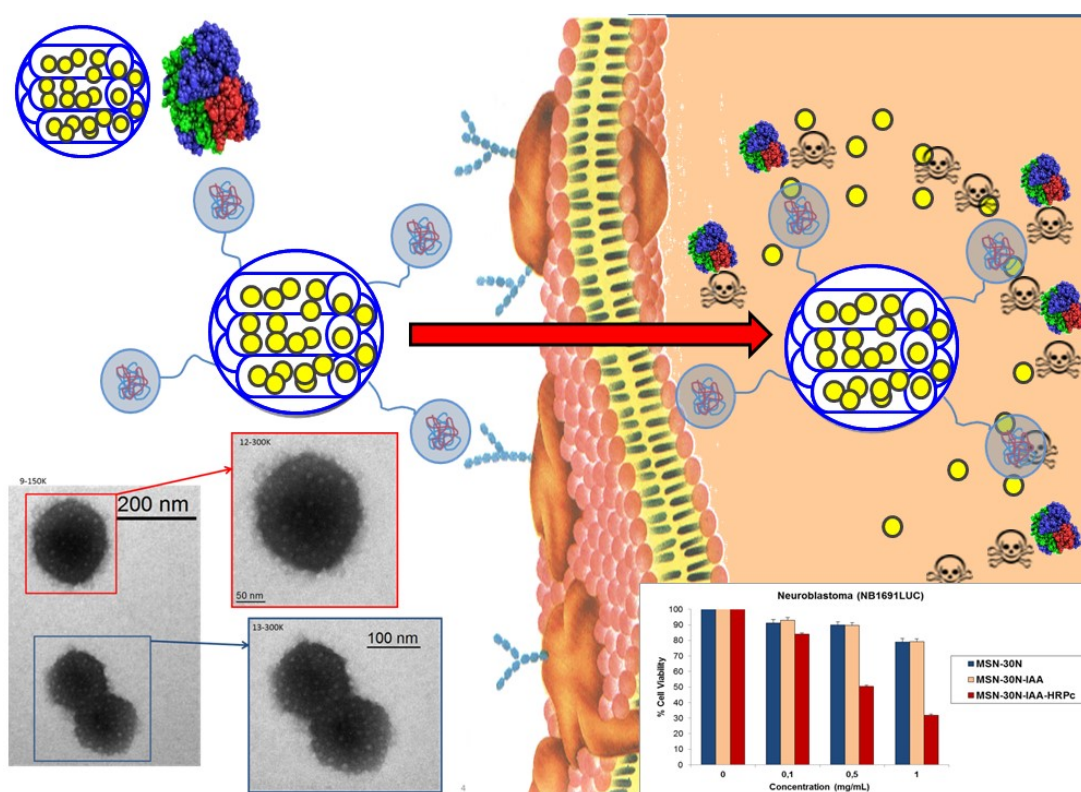 12-300K
9-150K
200 nm
50 nm
13-300K
100 nm
4
Neuroblastoma (NB1691LUC)
% Cell Viability
100
90
80
70
60
50
40
30
20
10
0
0
0,1
0,5
1
Concentration (mg/mL)
MSN-30N
MSN-30N-IAA
MSN-30N-IAA-HRPc